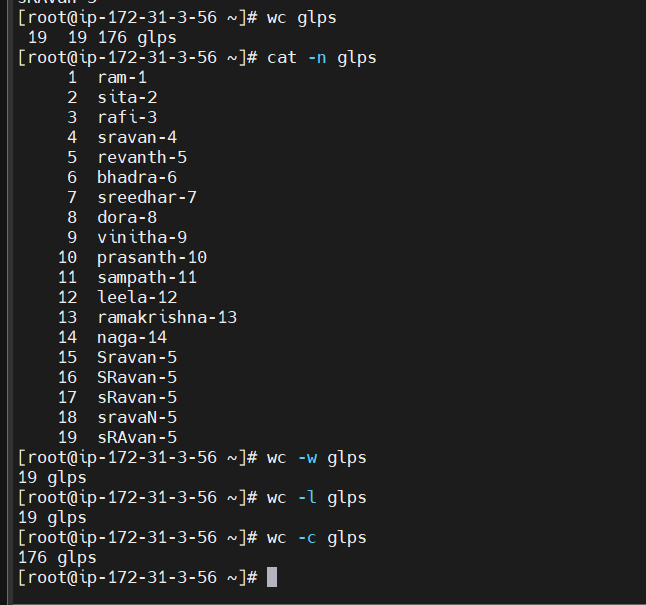 sRAvan-5
[root@ip-172-31-3-56 ~]# wc glps
 19  19 176 glps
[root@ip-172-31-3-56 ~]# cat -n glps
     1  ram-1
     2  sita-2
     3  rafi-3
     4  sravan-4
     5  revanth-5
     6  bhadra-6
     7  sreedhar-7
     8  dora-8
     9  vinitha-9
    10  prasanth-10
    11  sampath-11
    12  leela-12
    13  ramakrishna-13
    14  naga-14
    15  Sravan-5
    16  SRavan-5
    17  sRavan-5
    18  sravaN-5
    19  sRAvan-5
[root@ip-172-31-3-56 ~]# wc -w glps
19 glps
[root@ip-172-31-3-56 ~]# wc -l glps
19 glps
[root@ip-172-31-3-56 ~]# wc -c glps
176 glps
[root@ip-172-31-3-56 ~]#